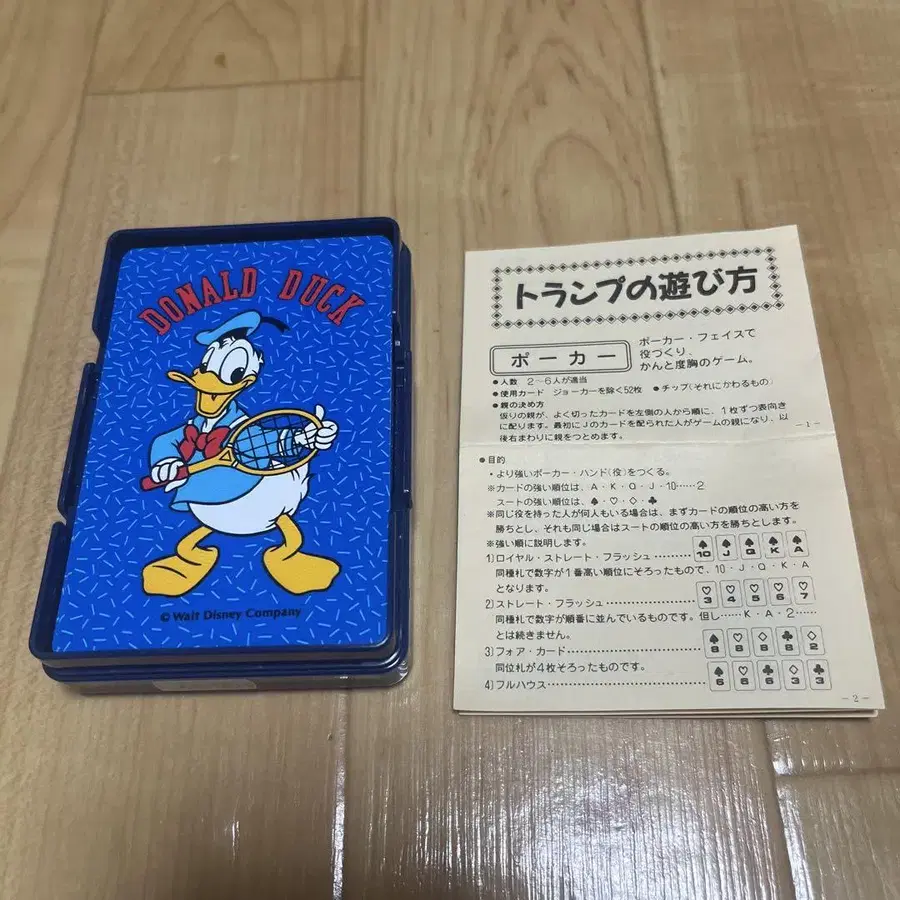 DONALD DUCK
© Walt Disney Company
トランプの遊び方
ポーカー
ポーカー・フェイスで
役づくり、
かんと度胸のゲーム。
●人数 2〜6人が適当
●使用カード ジョーカーを除く52枚 ●チップ(それにかわるもの)
●親の決め方
仮りの親が、よく切ったカードを左側の人から順に、1枚ずつ表向き
に配ります。最初にJのカードを配られた人がゲームの親になり、以
後右まわりに親をつとめます。
-1-
●目的
・より強いポーカー・ハンド(役)をつくる。
※カードの強い順位は、A・K・Q・J・10……2
スートの強い順位は、♠・♡・◇・♣
※同じ役を持った人が何人もいる場合は、まずカードの順位の高い方を
勝ちとし、それも同じ場合はスートの順位の高い方を勝ちとします。
※強い順に説明します。
1)ロイヤル・ストレート・フラッシュ…………
♠10 ♠J ♠Q ♠K ♠A
同種札で数字が1番高い順位にそろったもので、10・J・Q・K・A
となります。
2)ストレート・フラッシュ…………
♡3 ♡4 ♡5 ♡6 ♡7
同種札で数字が順番に並んでいるものです。但し……K・A・2……
とは続きません。
3)フォア・カード…………
♠8 ♡8 ◇8 ♣8 ◇2
同位札が4枚そろったものです。
4)フルハウス…………
♠6 ♡6 ♣6 ◇3 ♣3
-2-